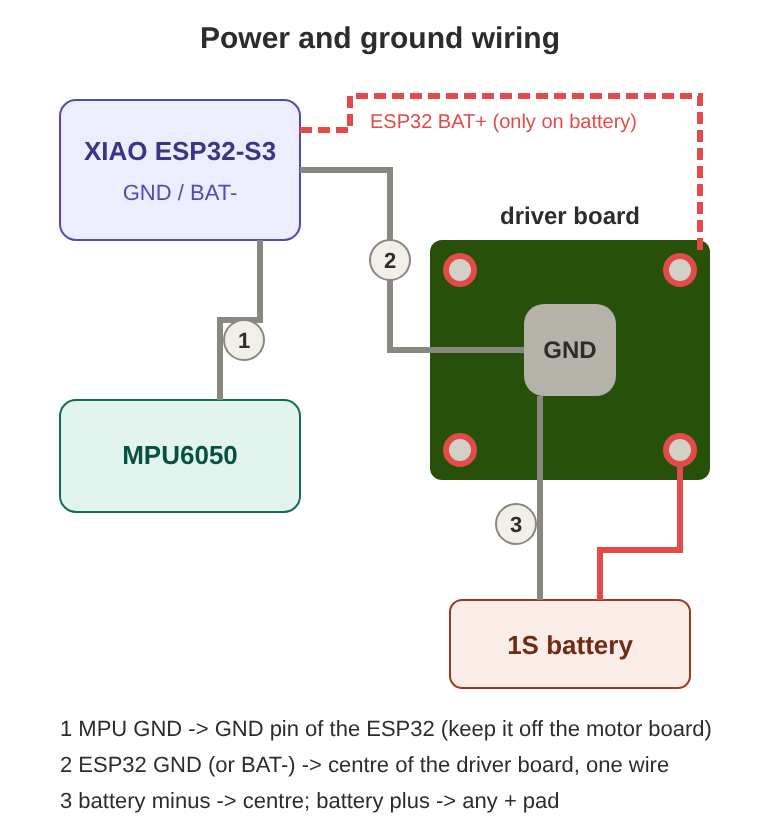 Power and ground wiring
ESP32 BAT+ (only on battery)
XIAO ESP32-S3
GND / BAT-
driver board
2
1
GND
MPU6050
3
1S battery
1 MPU GND -> GND pin of the ESP32 (keep it off the motor board)
2 ESP32 GND (or BAT-) -> centre of the driver board, one wire
3 battery minus -> centre; battery plus -> any + pad